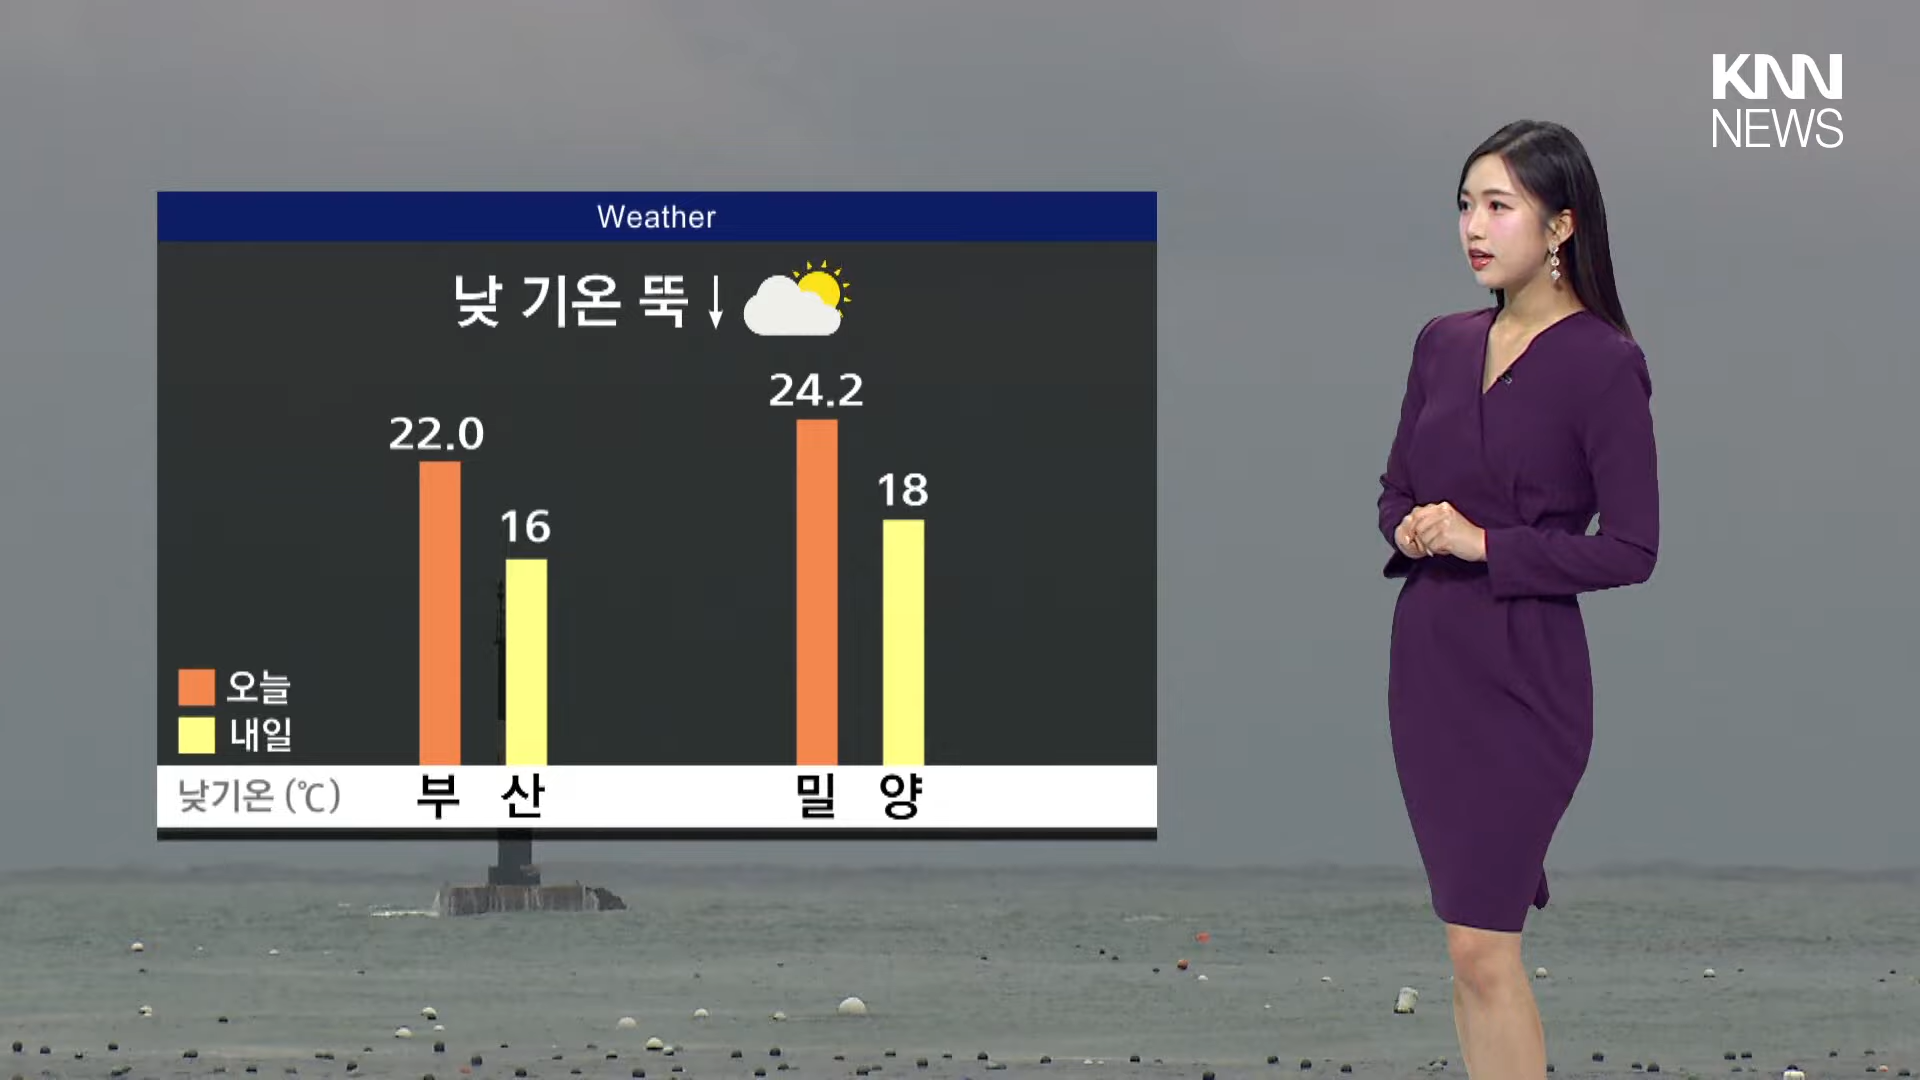 KNN
NEWS
Weather
낮 기온 뚝↓
24.2
22.0
18
16
오늘
내일
낮기온 (℃) 부산 밀양